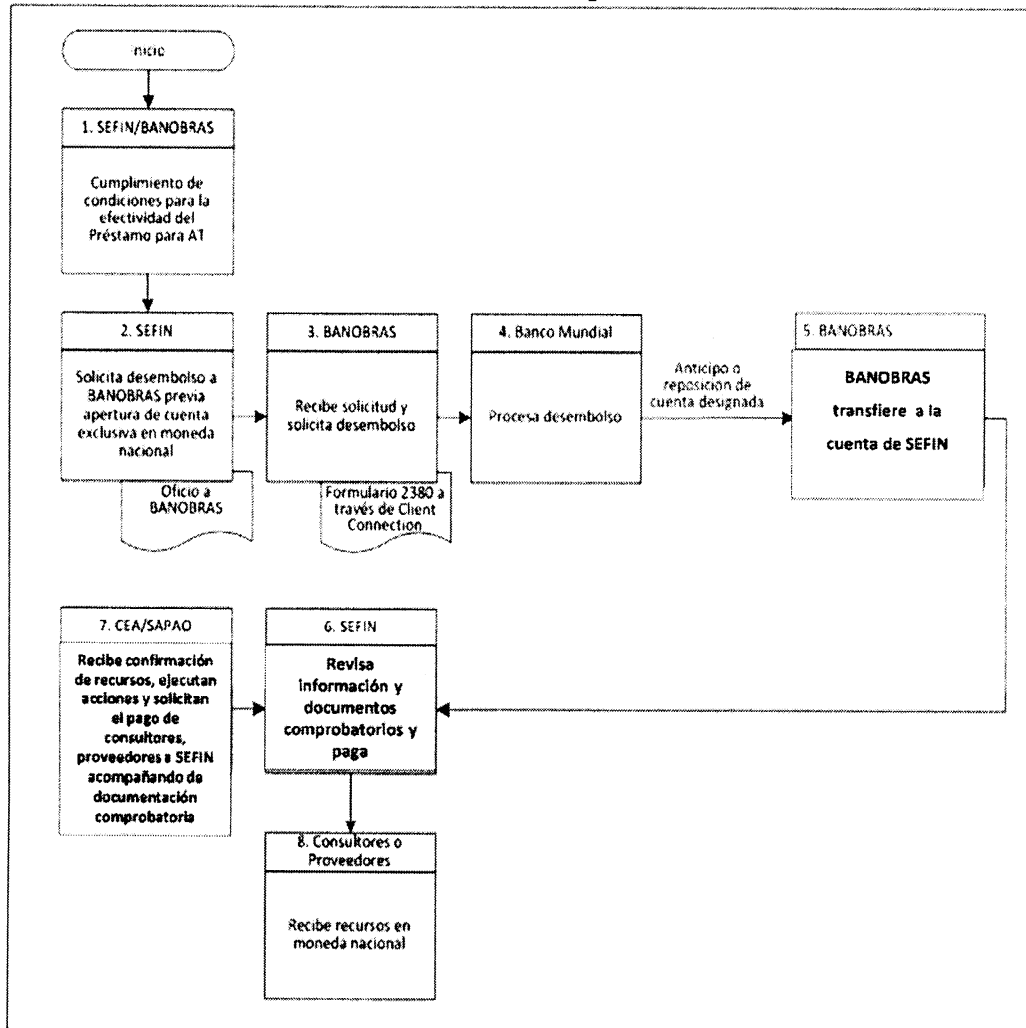 Inicio
1. SEFIN/BANOBRAS
Cumplimiento de
condiciones para la
efectividad del
Préstamo para AT
2. SEFIN
Solicita desembolso a
BANOBRAS previa
apertura de cuenta
exclusiva en moneda
nacional
Oficio a
BANOBRAS
3. BANOBRAS
Recibe solicitud y
solicita desembolso
Formulario 2380 a
través de Client
Connection
4. Banco Mundial
Procesa desembolso
Anticipo o
reposición de
cuenta designada
5. BANOBRAS
BANOBRAS
transfiere a la
cuenta de SEFIN
7. CEA/SAPAO
Recibe confirmación
de recursos, ejecutan
acciones y solicitan
el pago de
consultores,
proveedores a SEFIN
acompañando de
documentación
comprobatoria
6. SEFIN
Revisa
información y
documentos
comprobatorios y
paga
8. Consultores o
Proveedores
Recibe recursos en
moneda nacional